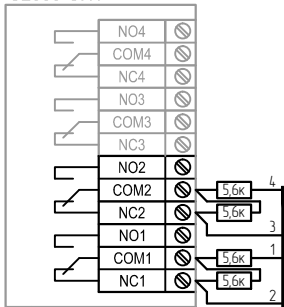 NO4
COM4
NC4
NO3
COM3
NC3
NO2
COM2 5,6к 4
NC2 5,6к
3
NO1
COM1 5,6к 1
NC1 5,6к
2